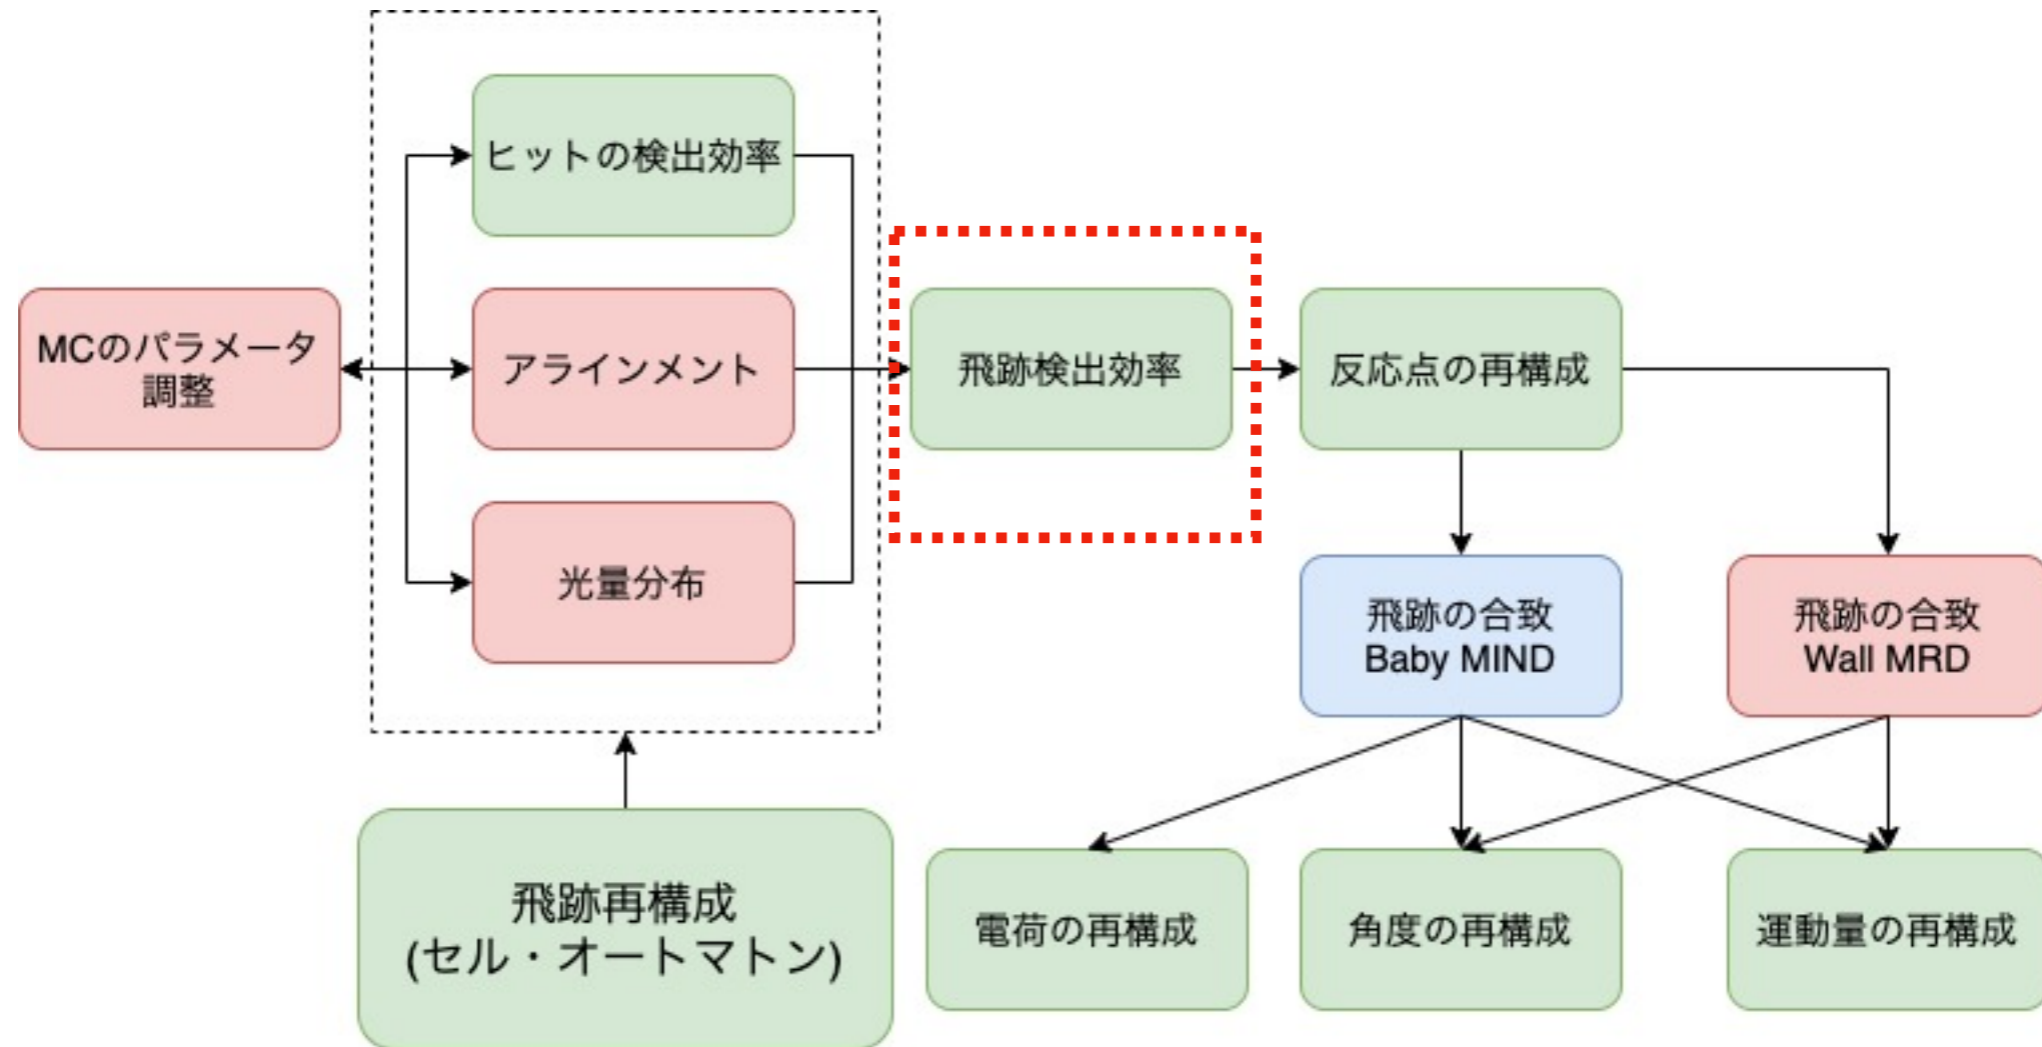 ヒットの検出効率
MCのパラメータ
調整
アラインメント
飛跡検出効率
反応点の再構成
光量分布
飛跡の合致
Baby MIND
飛跡の合致
Wall MRD
飛跡再構成
(セル・オートマトン)
電荷の再構成
角度の再構成
運動量の再構成